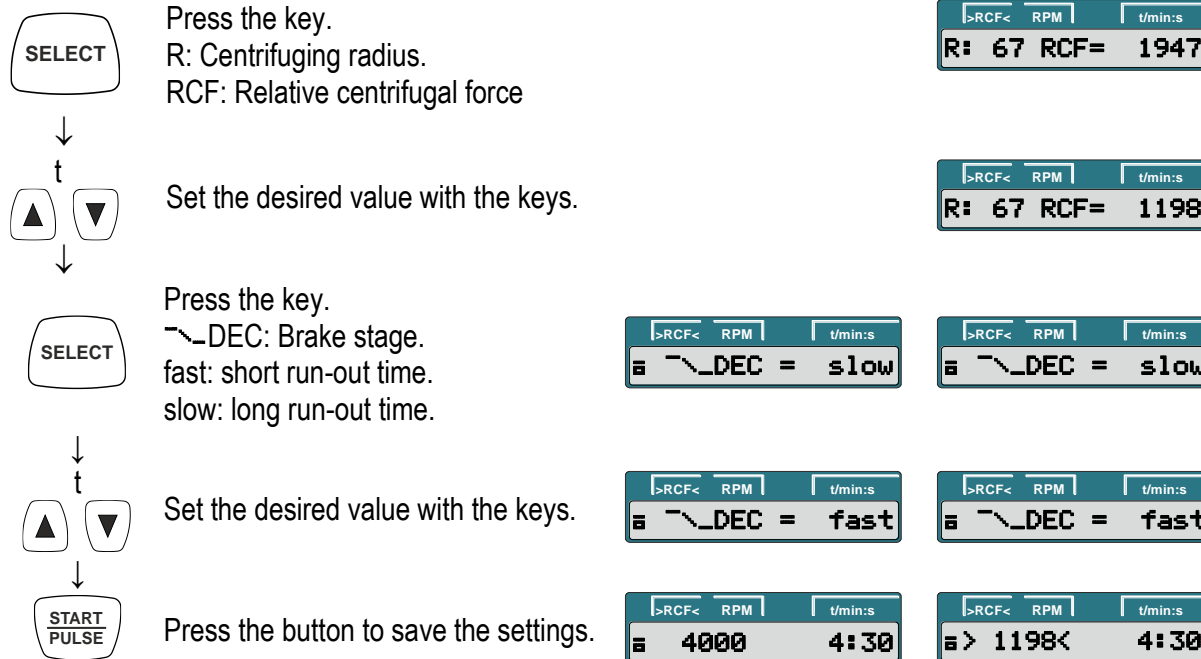 SELECT
Press the key.
R: Centrifuging radius.
RCF: Relative centrifugal force
>RCF< RPM t/min:s
R: 67 RCF= 1947
↓
t
▲ ▼
Set the desired value with the keys.
>RCF< RPM t/min:s
R: 67 RCF= 1198
↓
SELECT
Press the key.
DEC: Brake stage.
fast: short run-out time.
slow: long run-out time.
>RCF< RPM t/min:s
DEC = slow
>RCF< RPM t/min:s
DEC = slow
↓
t
▲ ▼
Set the desired value with the keys.
>RCF< RPM t/min:s
DEC = fast
>RCF< RPM t/min:s
DEC = fast
↓
START
PULSE
Press the button to save the settings.
>RCF< RPM t/min:s
4000 4:30
>RCF< RPM t/min:s
> 1198< 4:30